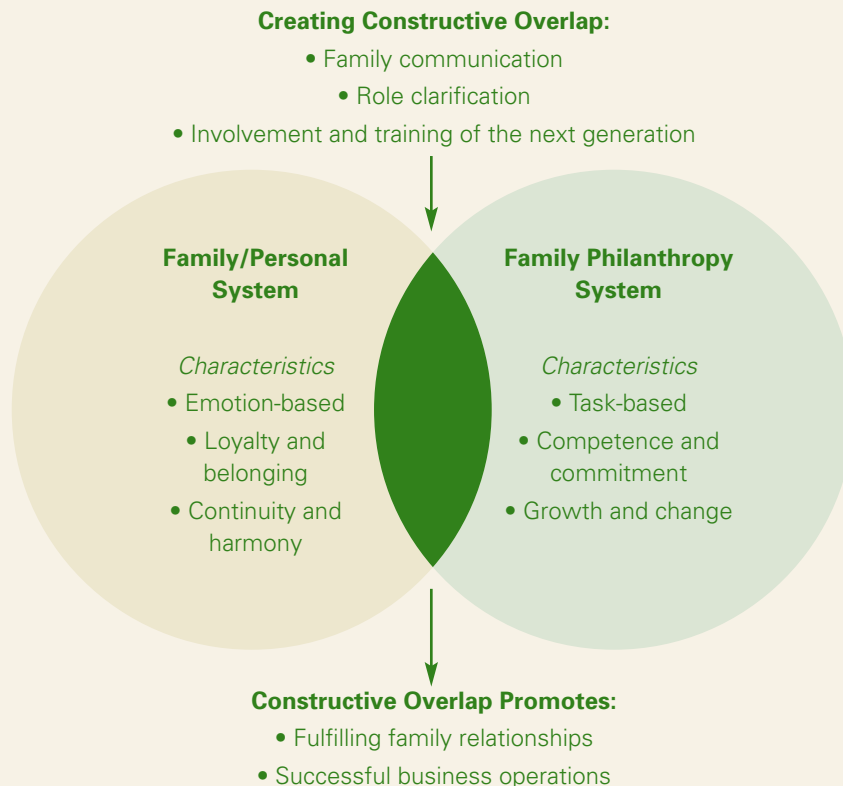 Creating Constructive Overlap:
• Family communication
• Role clarification
• Involvement and training of the next generation
Family/Personal
System
Characteristics
• Emotion-based
• Loyalty and
belonging
• Continuity and
harmony
Family Philanthropy
System
Characteristics
• Task-based
• Competence and
commitment
• Growth and change
Constructive Overlap Promotes:
• Fulfilling family relationships
• Successful business operations